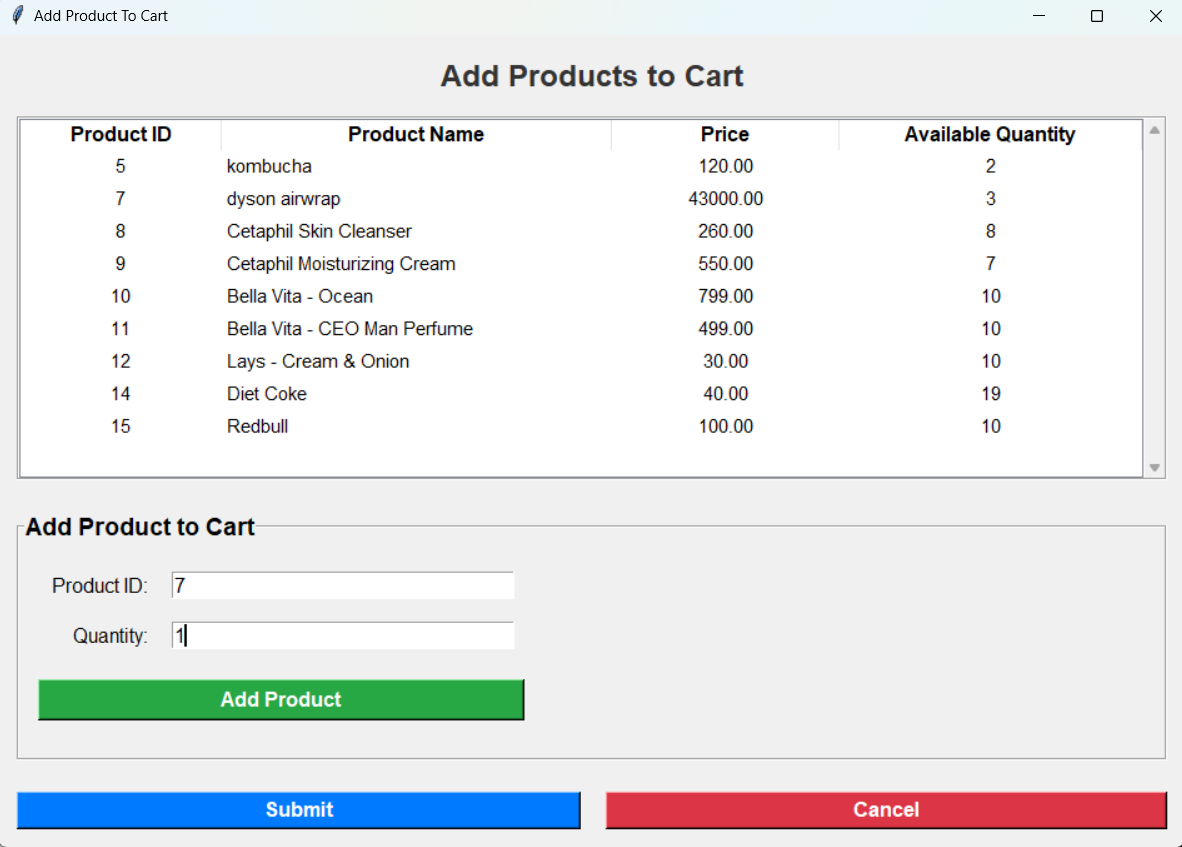 Add Product To Cart
Add Products to Cart
Product ID Product Name Price Available Quantity
5 kombucha 120.00 2
7 dyson airwrap 43000.00 3
8 Cetaphil Skin Cleanser 260.00 8
9 Cetaphil Moisturizing Cream 550.00 7
10 Bella Vita - Ocean 799.00 10
11 Bella Vita - CEO Man Perfume 499.00 10
12 Lays - Cream & Onion 30.00 10
14 Diet Coke 40.00 19
15 Redbull 100.00 10
Add Product to Cart
Product ID: 7
Quantity: 1
Add Product
Submit Cancel